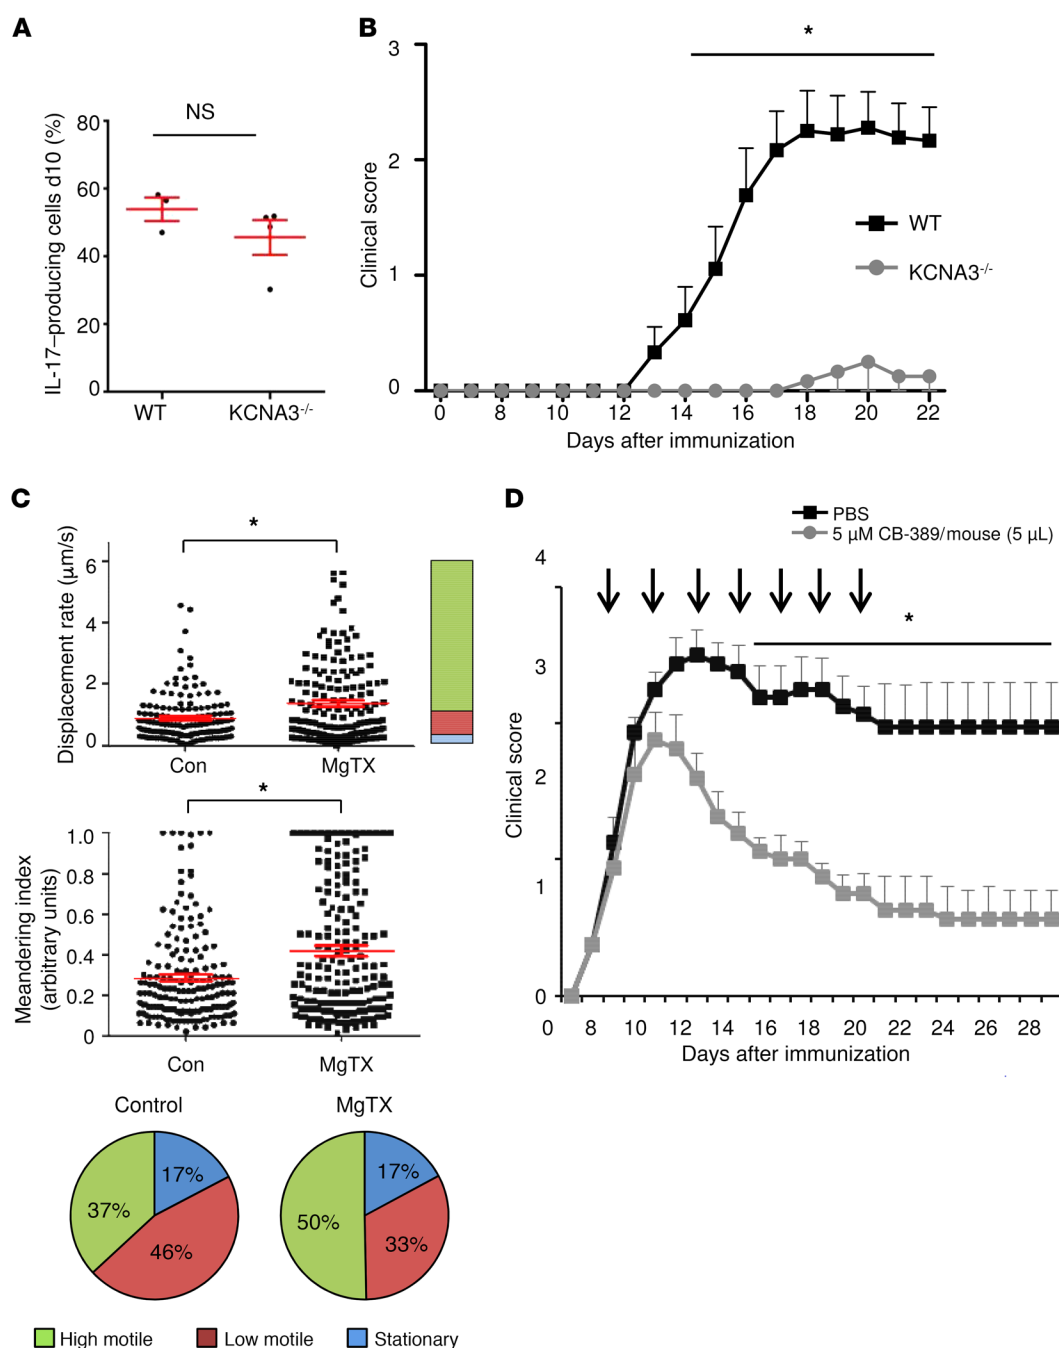 A
NS
IL-17–producing cells d10 (%)
80
60
40
20
0
WT
KCNA3-/-
B
*
Clinical score
3
2
1
0
WT
KCNA3-/-
0 8 10 12 14 16 18 20 22
Days after immunization
C
*
Displacement rate (μm/s)
6
4
2
0
Con
MgTX
*
Meandering index
(arbitrary units)
1.0
0.8
0.6
0.4
0.2
0
Con
MgTX
Control
MgTX
17%
37%
46%
17%
50%
33%
High motile
Low motile
Stationary
D
PBS
5 μM CB-389/mouse (5 μL)
*
Clinical score
4
3
2
1
0
0 8 10 12 14 16 18 20 22 24 26 28
Days after immunization